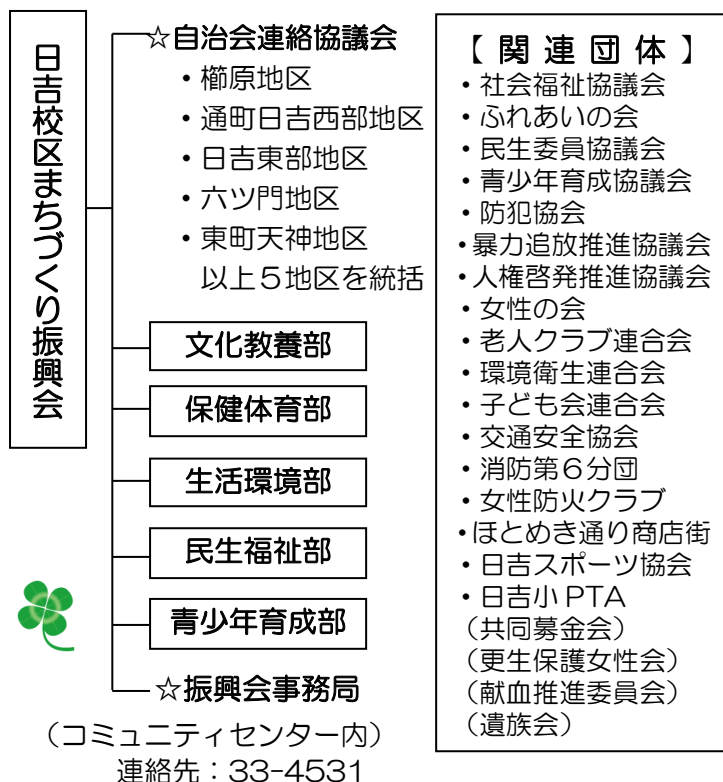 日吉校区まちづくり振興会
☆自治会連絡協議会
・櫛原地区
・通町日吉西部地区
・日吉東部地区
・六ツ門地区
・東町天神地区
以上5地区を統括
文化教養部
保健体育部
生活環境部
民生福祉部
青少年育成部
☆振興会事務局
（コミュニティセンター内）
連絡先：33-4531
【関連団体】
・社会福祉協議会
・ふれあいの会
・民生委員協議会
・青少年育成協議会
・防犯協会
・暴力追放推進協議会
・人権啓発推進協議会
・女性の会
・老人クラブ連合会
・環境衛生連合会
・子ども会連合会
・交通安全協会
・消防第6分団
・女性防火クラブ
・ほとめき通り商店街
・日吉スポーツ協会
・日吉小PTA
（共同募金会）
（更生保護女性会）
（献血推進委員会）
（遺族会）